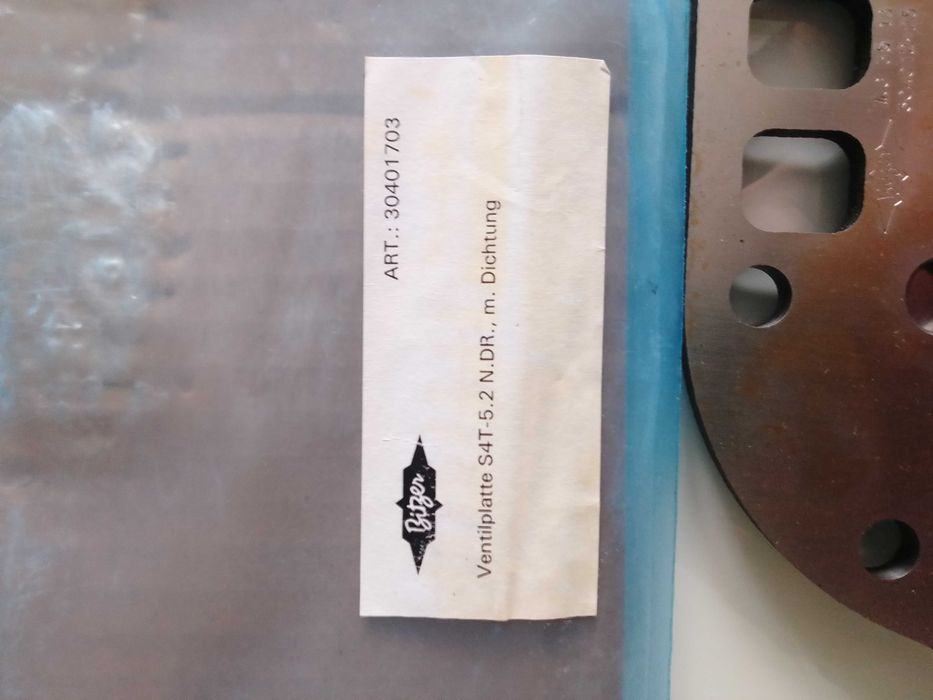 ART.: 30401703
Bitzer
Ventilplatte S4T-5.2 N.DR., m. Dichtung